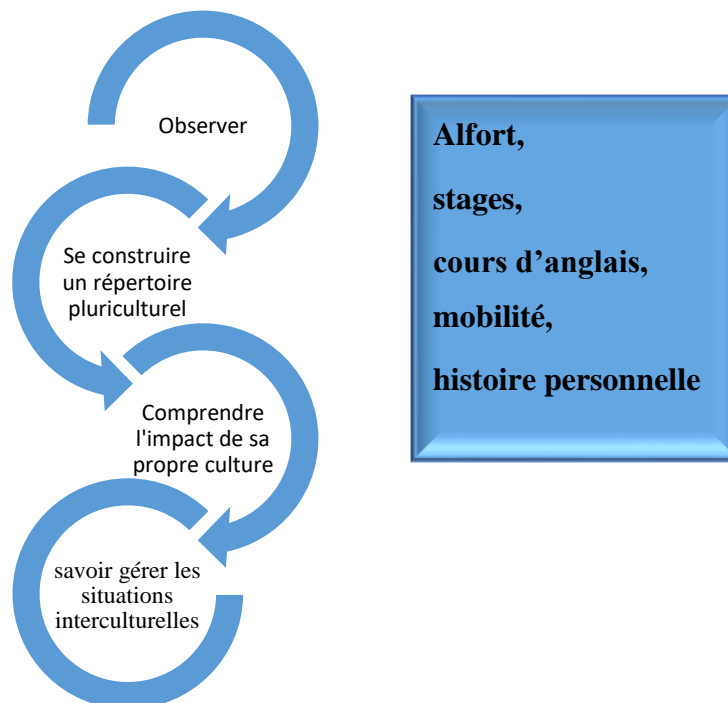 Observer
Se construire
un répertoire
pluriculturel
Comprendre
l'impact de sa
propre culture
savoir gérer les
situations
interculturelles
Alfort,
stages,
cours d’anglais,
mobilité,
histoire personnelle